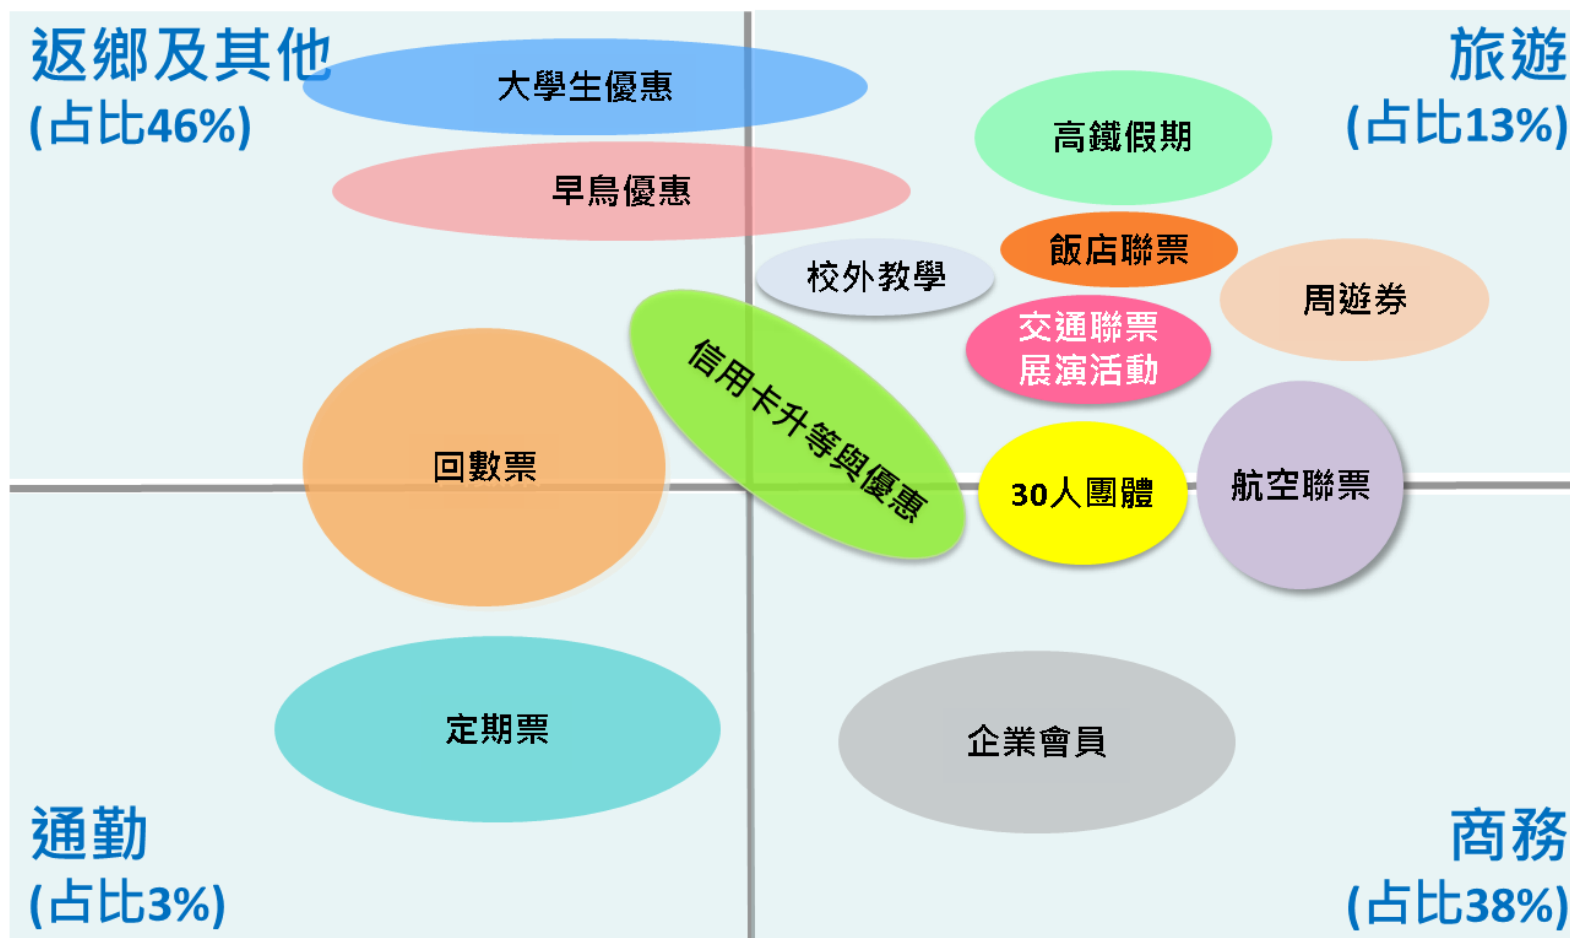 返鄉及其他
(占比46%)
旅遊
(占比13%)
大學生優惠
早鳥優惠
高鐵假期
飯店聯票
校外教學
周遊券
交通聯票
展演活動
信用卡升等與優惠
回數票
30人團體
航空聯票
定期票
企業會員
通勤
(占比3%)
商務
(占比38%)